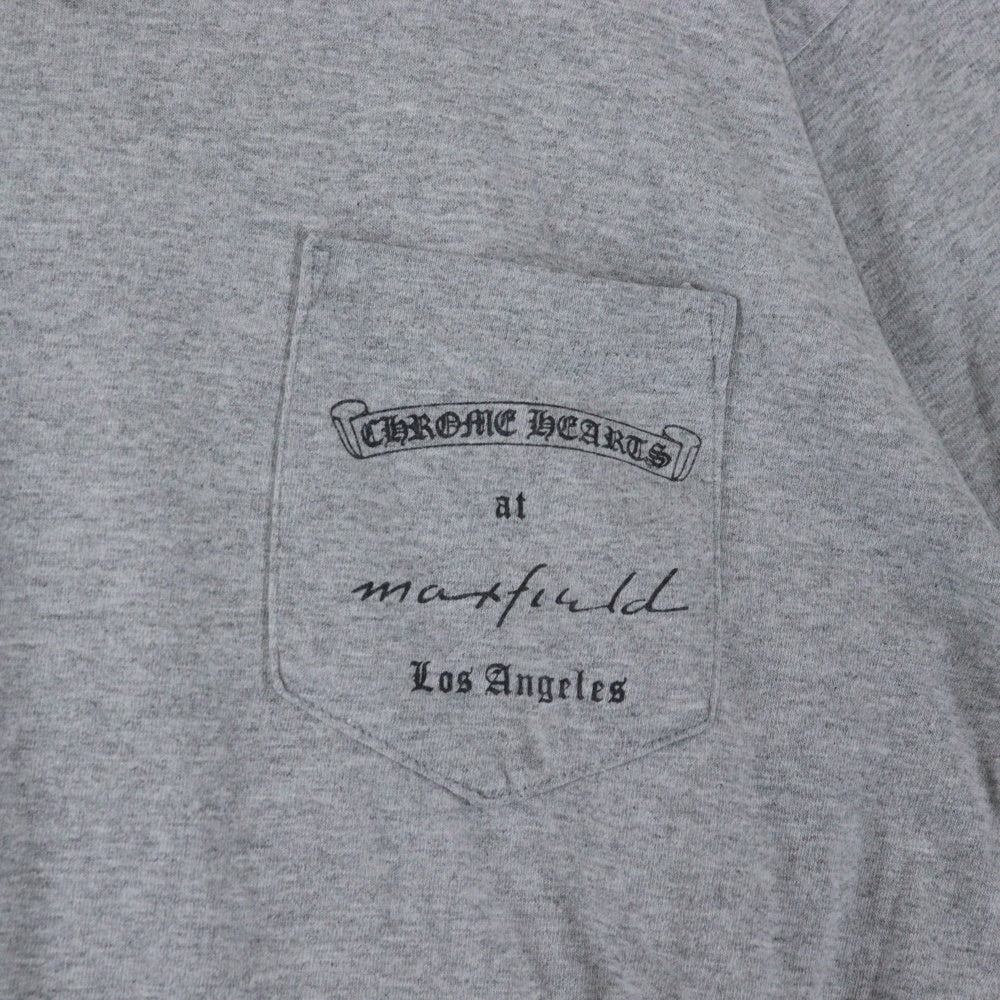 CHROME HEARTS
at
maxfield
Los Angeles